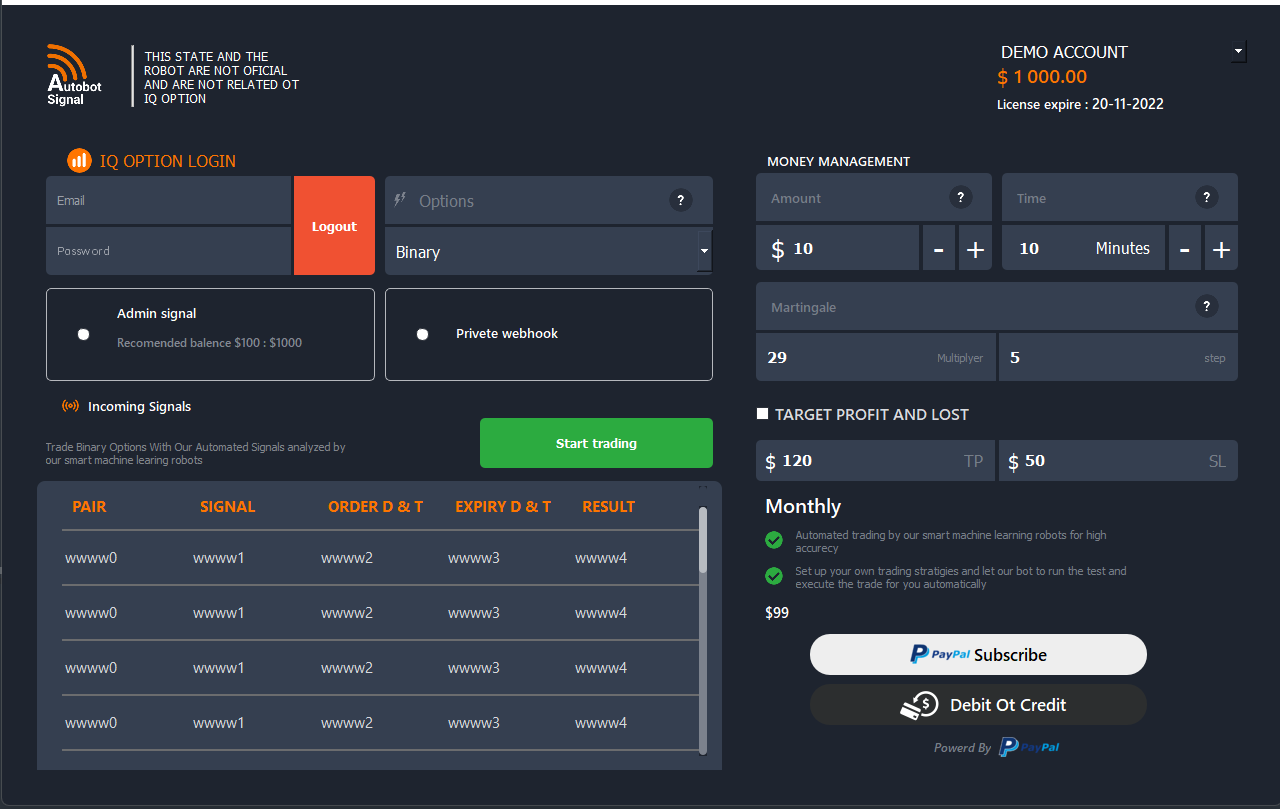 Autobot
Signal
THIS STATE AND THE
ROBOT ARE NOT OFICIAL
AND ARE NOT RELATED OT
IQ OPTION
DEMO ACCOUNT
$ 1 000.00
License expire : 20-11-2022
IQ OPTION LOGIN
Email
Password
Logout
Options ?
Binary
Admin signal
Recomended balence $100 : $1000
Privete webhook
Incoming Signals
Trade Binary Options With Our Automated Signals analyzed by
our smart machine learing robots
Start trading
PAIR SIGNAL ORDER D & T EXPIRY D & T RESULT
wwww0 wwww1 wwww2 wwww3 wwww4
wwww0 wwww1 wwww2 wwww3 wwww4
wwww0 wwww1 wwww2 wwww3 wwww4
wwww0 wwww1 wwww2 wwww3 wwww4
MONEY MANAGEMENT
Amount ? Time ?
$ 10 - + 10 Minutes - +
Martingale ?
29 Multiplyer 5 step
TARGET PROFIT AND LOST
$ 120 TP $ 50 SL
Monthly
Automated trading by our smart machine learning robots for high
accurecy
Set up your own trading stratigies and let our bot to run the test and
execute the trade for you automatically
$99
PayPal Subscribe
Debit Ot Credit
Powerd By PayPal